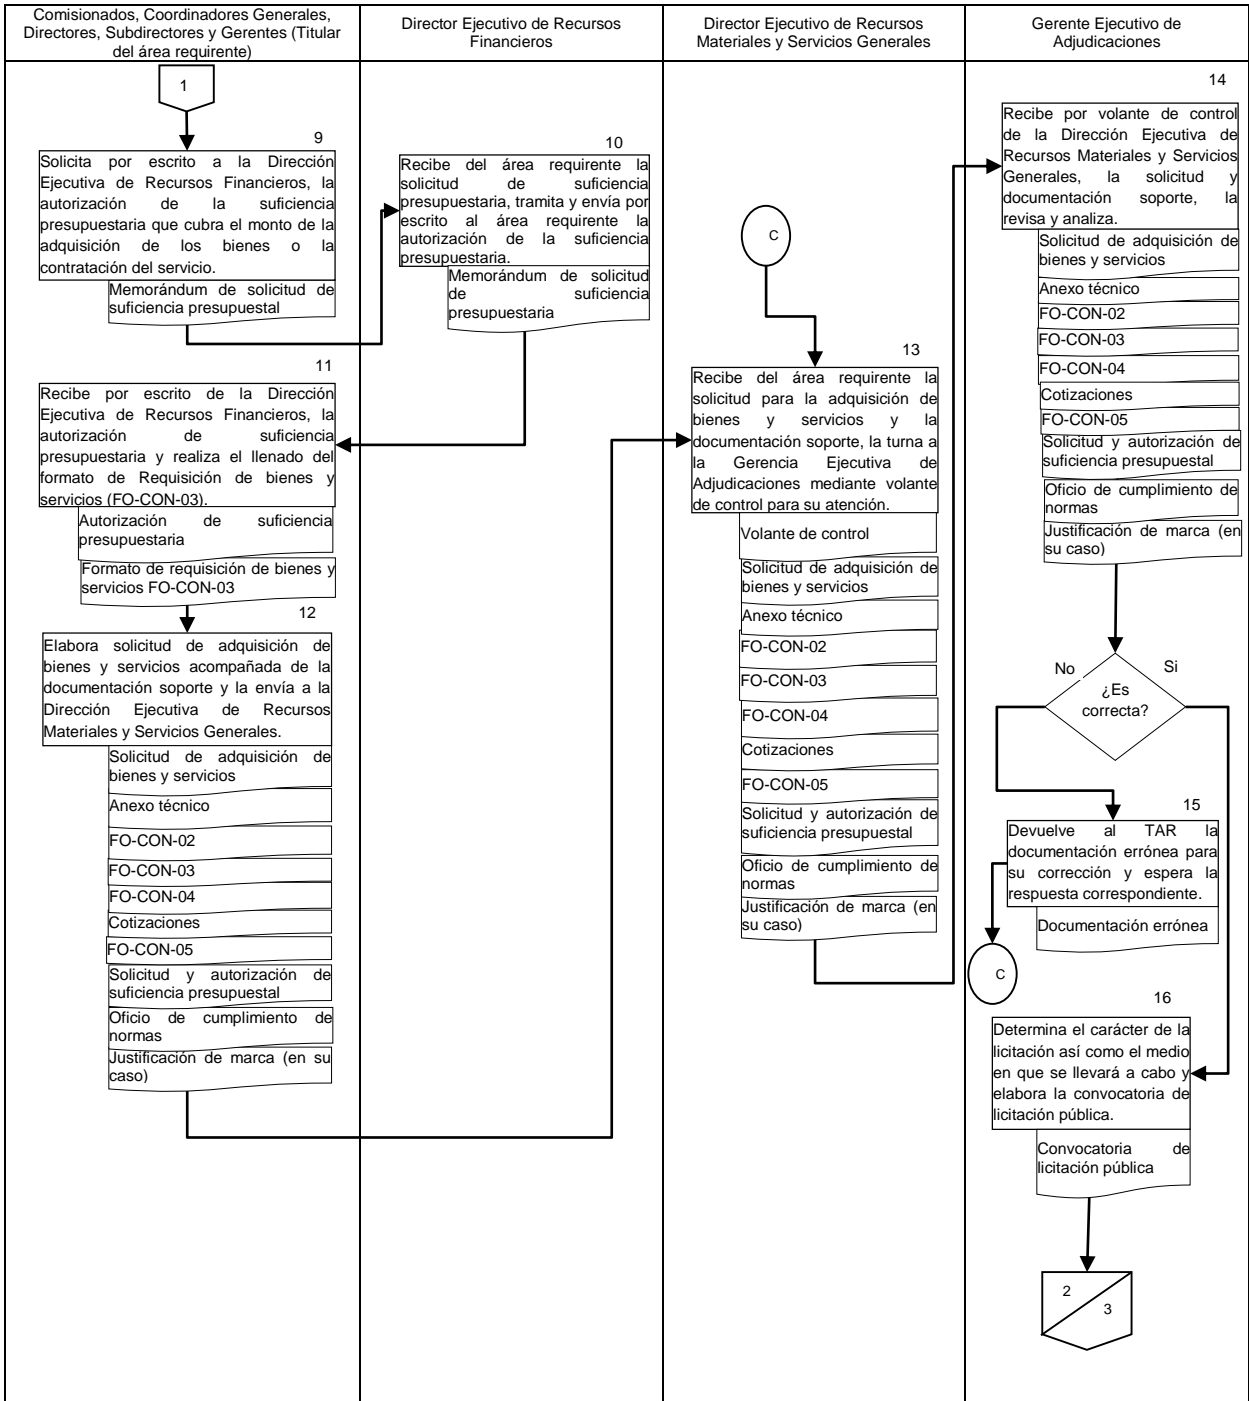 Comisionados, Coordinadores Generales,
Directores, Subdirectores y Gerentes (Titular
del área requirente)
Director Ejecutivo de Recursos
Financieros
Director Ejecutivo de Recursos
Materiales y Servicios Generales
Gerente Ejecutivo de
Adjudicaciones
1
9
Solicita por escrito a la Dirección
Ejecutiva de Recursos Financieros, la
autorización de la suficiencia
presupuestaria que cubra el monto de la
adquisición de los bienes o la
contratación del servicio.
Memorándum de solicitud de
suficiencia presupuestal
10
Recibe del área requirente la
solicitud de suficiencia
presupuestaria, tramita y envía por
escrito al área requirente la
autorización de la suficiencia
presupuestaria.
Memorándum de solicitud
de suficiencia
presupuestaria
11
Recibe por escrito de la Dirección
Ejecutiva de Recursos Financieros, la
autorización de suficiencia
presupuestaria y realiza el llenado del
formato de Requisición de bienes y
servicios (FO-CON-03).
Autorización de suficiencia
presupuestaria
Formato de requisición de bienes y
servicios FO-CON-03
12
Elabora solicitud de adquisición de
bienes y servicios acompañada de la
documentación soporte y la envía a la
Dirección Ejecutiva de Recursos
Materiales y Servicios Generales.
Solicitud de adquisición de
bienes y servicios
Anexo técnico
FO-CON-02
FO-CON-03
FO-CON-04
Cotizaciones
FO-CON-05
Solicitud y autorización de
suficiencia presupuestal
Oficio de cumplimiento de
normas
Justificación de marca (en su
caso)
C
13
Recibe del área requirente la
solicitud para la adquisición de
bienes y servicios y la
documentación soporte, la turna a
la Gerencia Ejecutiva de
Adjudicaciones mediante volante
de control para su atención.
Volante de control
Solicitud de adquisición de
bienes y servicios
Anexo técnico
FO-CON-02
FO-CON-03
FO-CON-04
Cotizaciones
FO-CON-05
Solicitud y autorización de
suficiencia presupuestal
Oficio de cumplimiento de
normas
Justificación de marca (en
su caso)
14
Recibe por volante de control
de la Dirección Ejecutiva de
Recursos Materiales y Servicios
Generales, la solicitud y
documentación soporte, la
revisa y analiza.
Solicitud de adquisición de
bienes y servicios
Anexo técnico
FO-CON-02
FO-CON-03
FO-CON-04
Cotizaciones
FO-CON-05
Solicitud y autorización de
suficiencia presupuestal
Oficio de cumplimiento de
normas
Justificación de marca (en
su caso)
No
Si
¿Es
correcta?
15
Devuelve al TAR la
documentación errónea para
su corrección y espera la
respuesta correspondiente.
Documentación errónea
C
16
Determina el carácter de la
licitación así como el medio
en que se llevará a cabo y
elabora la convocatoria de
licitación pública.
Convocatoria de
licitación pública
2
3